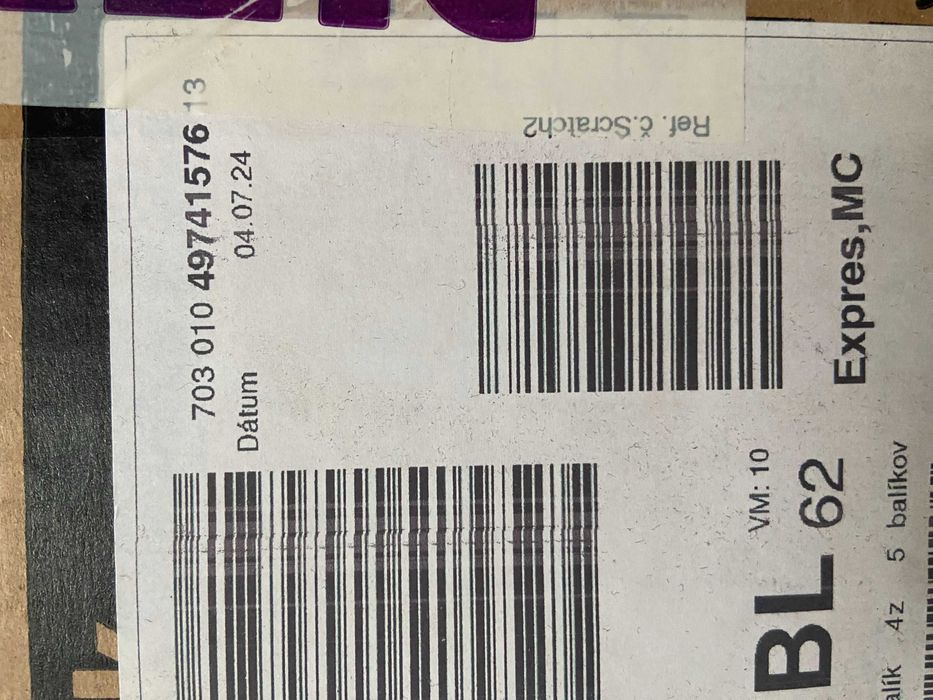 703 010 49741576 13
Dátum 04.07.24
Ref. č.Scratch2
VM: 10
BL 62
Expres,MC
4z 5 balíkov